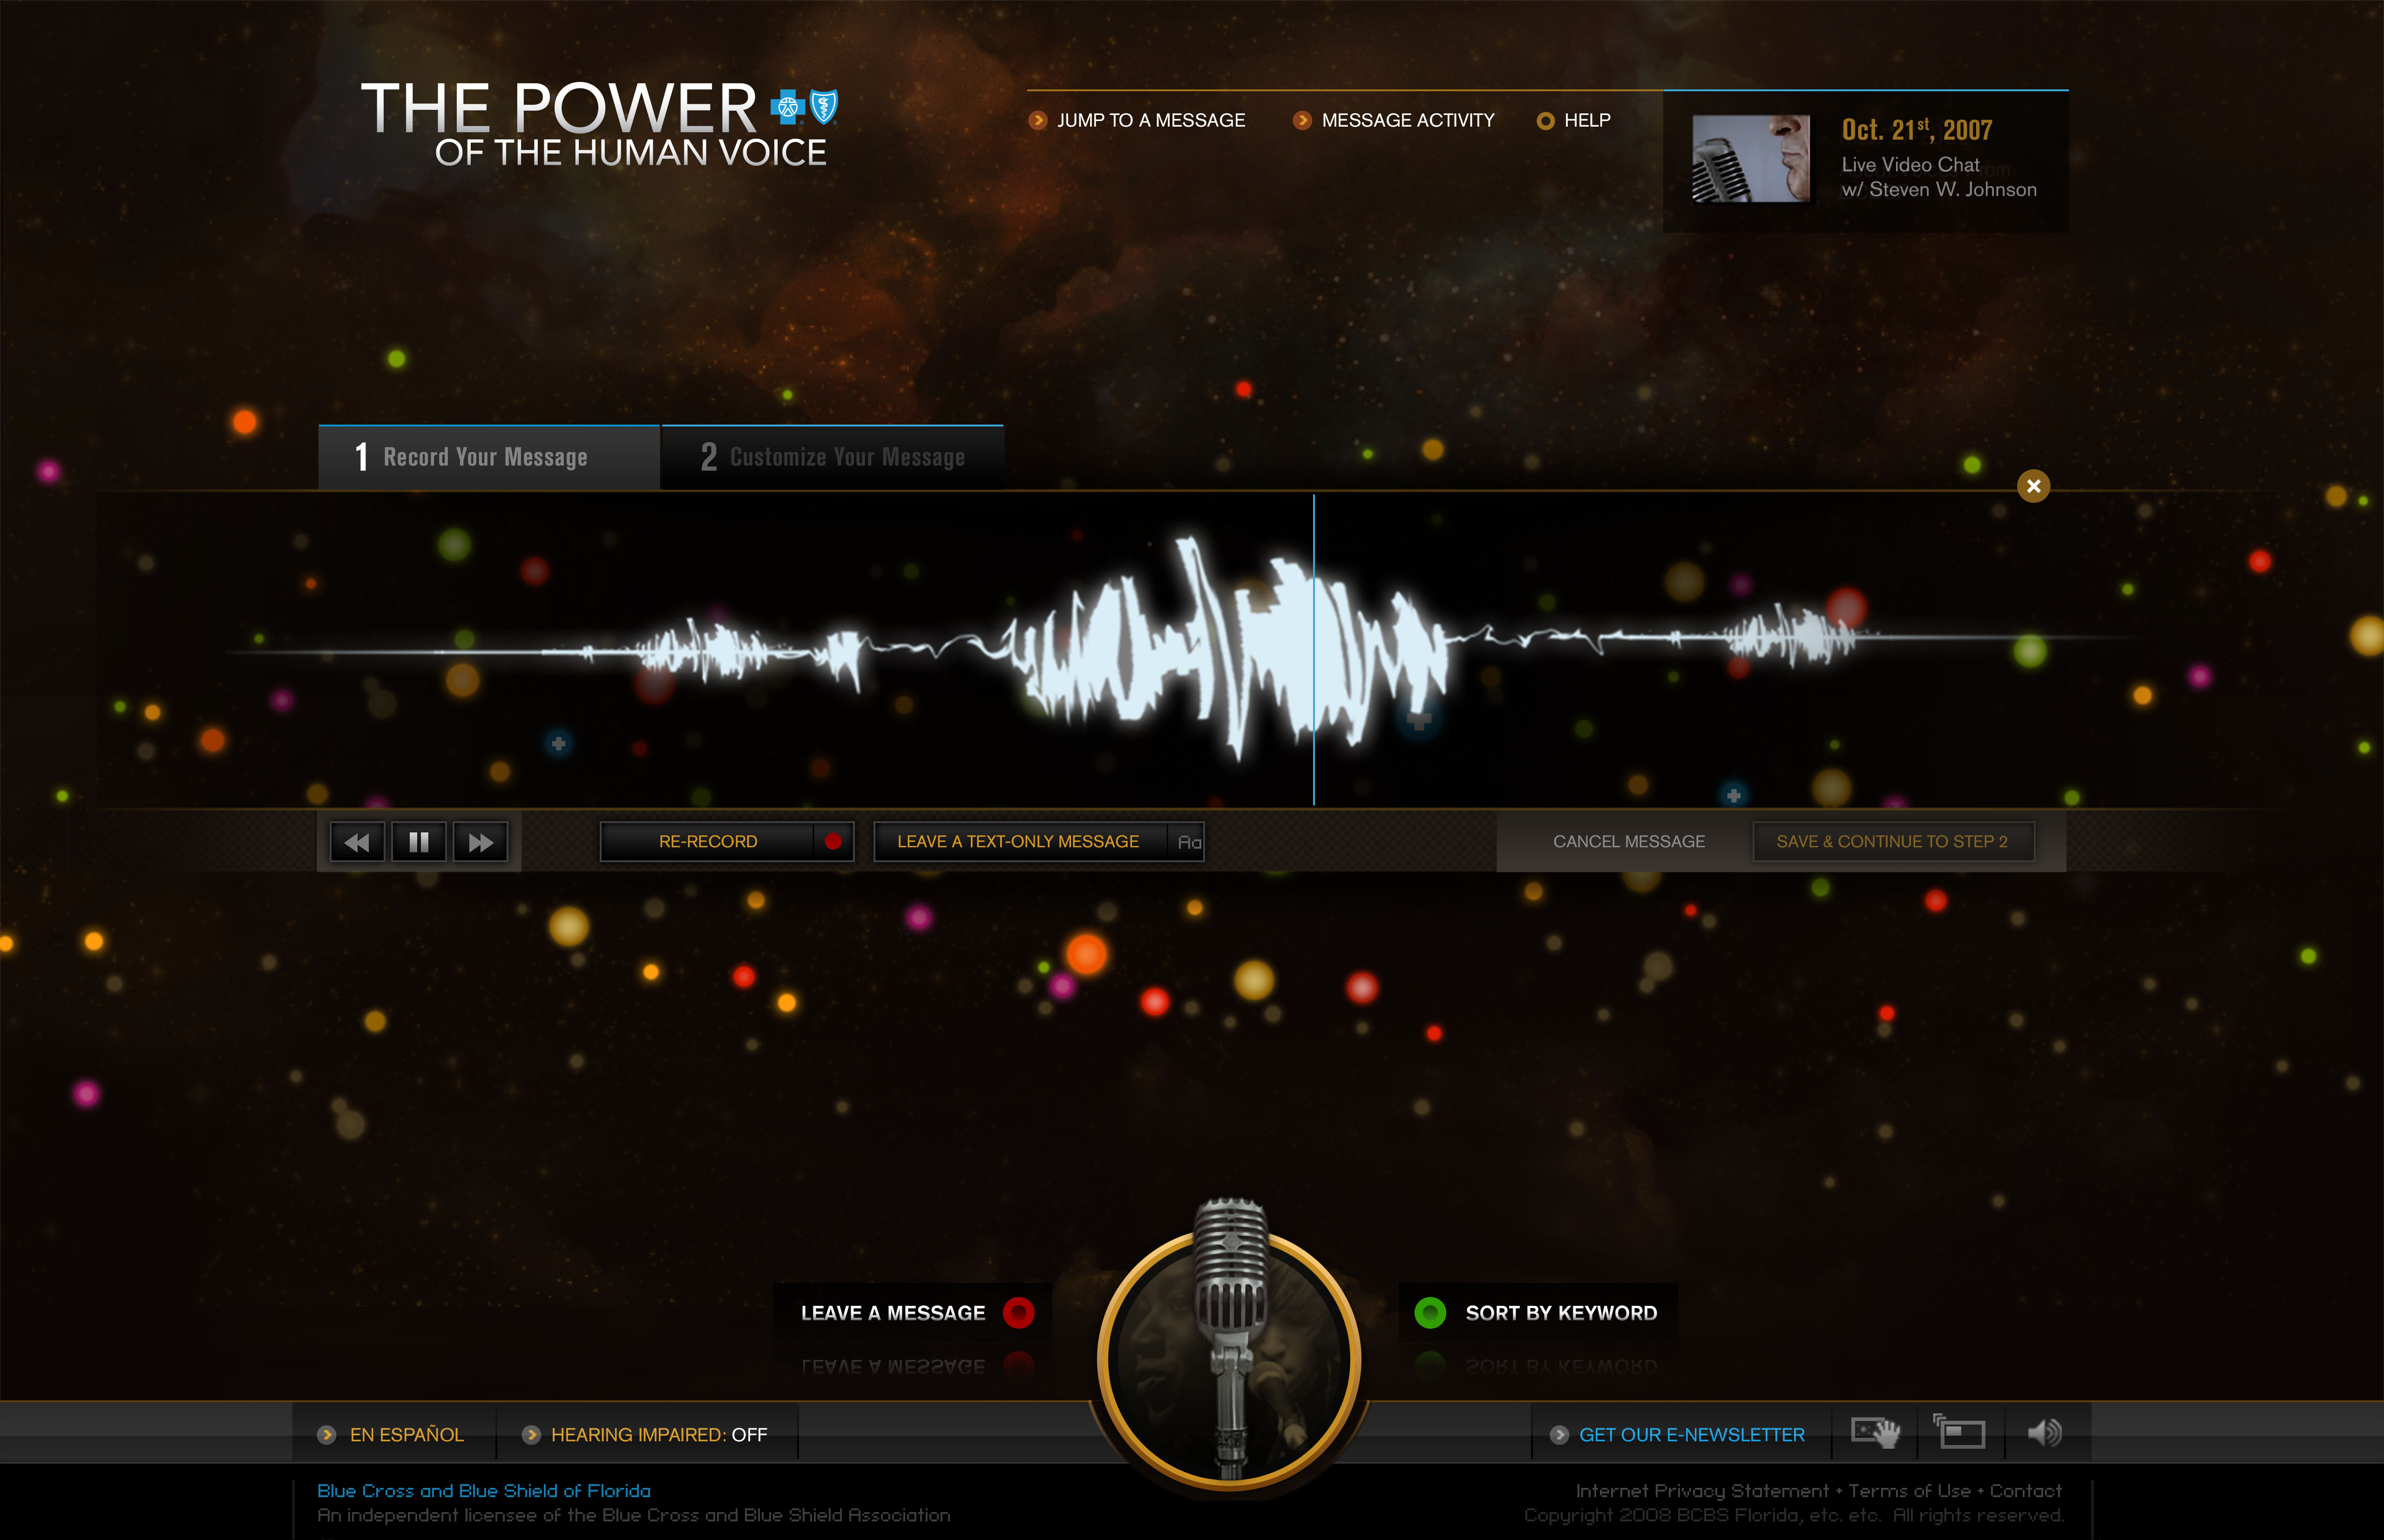 THE POWER
OF THE HUMAN VOICE
JUMP TO A MESSAGE
MESSAGE ACTIVITY
HELP
Oct. 21st, 2007
Live Video Chat
w/ Steven W. Johnson
1 Record Your Message
2 Customize Your Message
RE-RECORD
LEAVE A TEXT-ONLY MESSAGE
Aa
CANCEL MESSAGE
SAVE & CONTINUE TO STEP 2
LEAVE A MESSAGE
SORT BY KEYWORD
EN ESPAÑOL
HEARING IMPAIRED: OFF
GET OUR E-NEWSLETTER
Blue Cross and Blue Shield of Florida
An independent licensee of the Blue Cross and Blue Shield Association
Internet Privacy Statement • Terms of Use • Contact
Copyright 2008 BCBS Florida, etc. etc. All rights reserved.